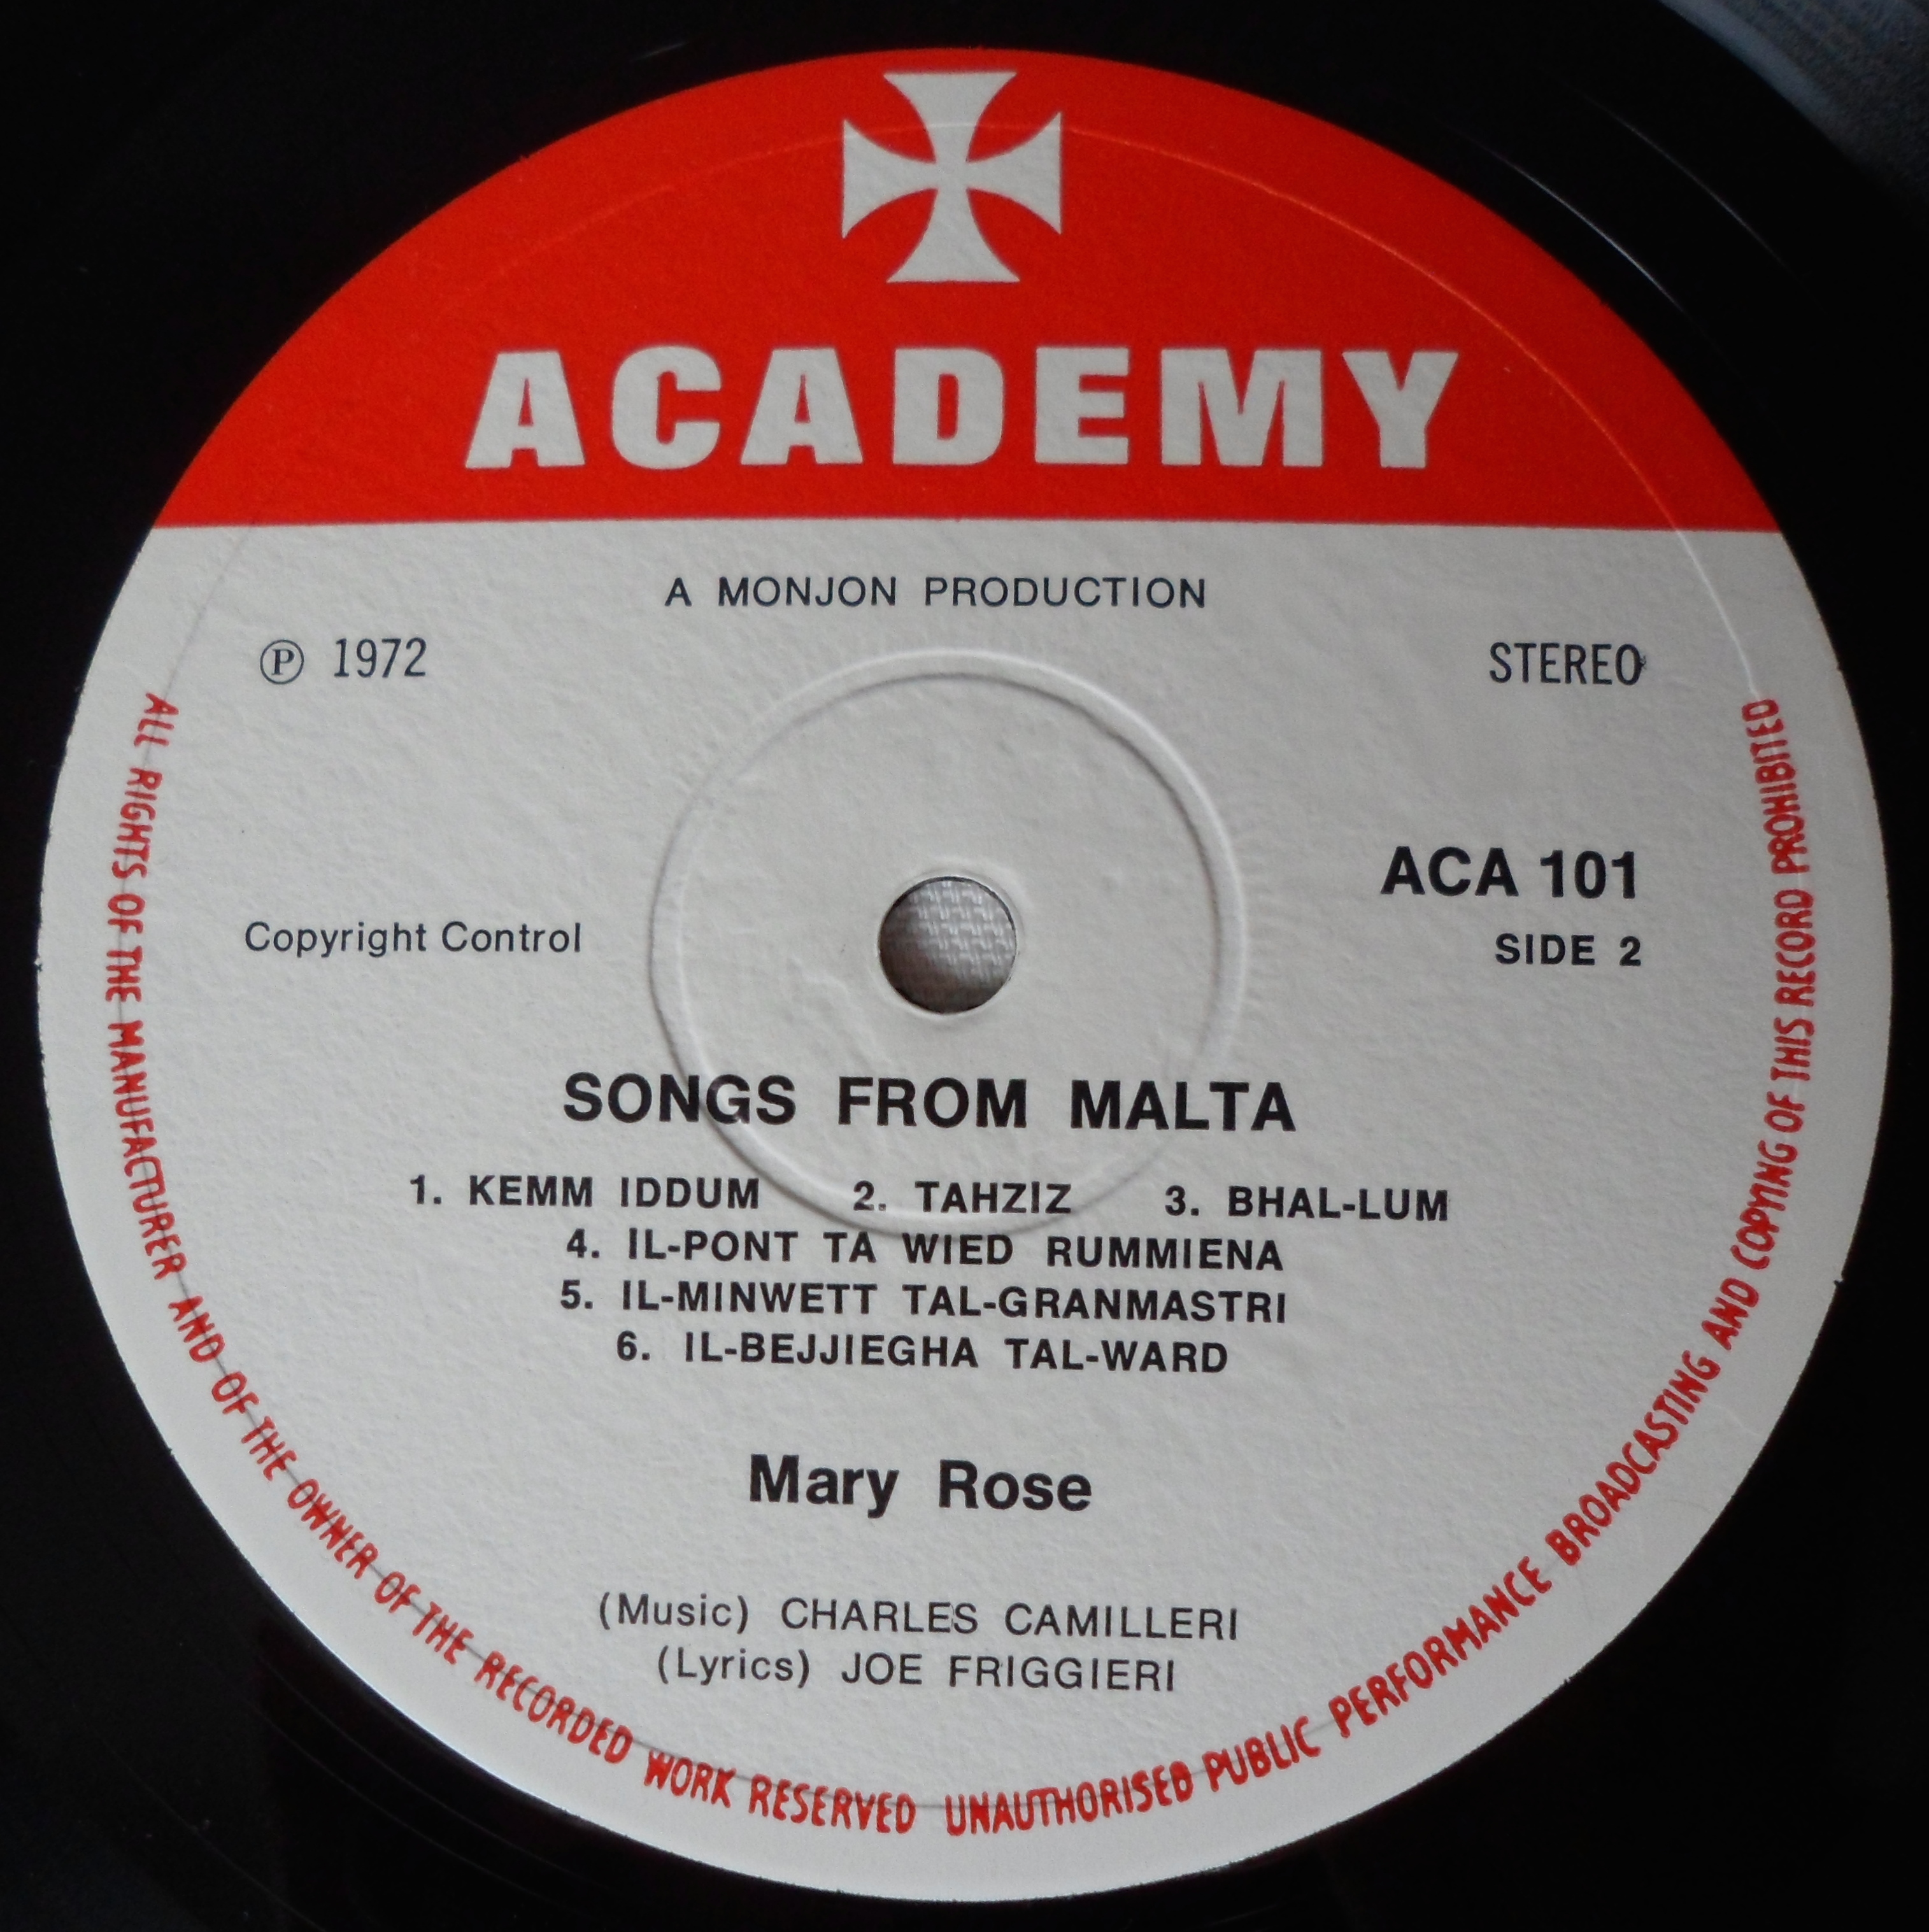 ACADEMY
A MONJON PRODUCTION
Ⓟ 1972
STEREO
ACA 101
Copyright Control
SIDE 2
SONGS FROM MALTA
1. KEMM IDDUM 2. TAHZIZ 3. BHAL-LUM
4. IL-PONT TA WIED RUMMIENA
5. IL-MINWETT TAL-GRANMASTRI
6. IL-BEJJIEGHA TAL-WARD
Mary Rose
(Music) CHARLES CAMILLERI
(Lyrics) JOE FRIGGIERI
ALL RIGHTS OF THE MANUFACTURER AND OF THE OWNER OF THE RECORDED WORK RESERVED UNAUTHORISED PUBLIC PERFORMANCE BROADCASTING AND COPYING OF THIS RECORD PROHIBITED